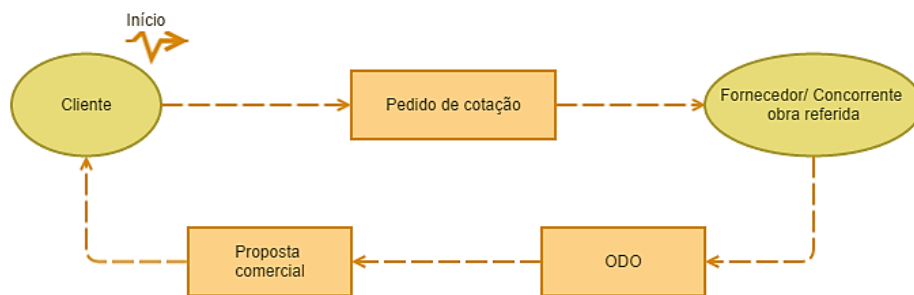 Início
Cliente
Pedido de cotação
Fornecedor/ Concorrente
obra referida
Proposta
comercial
ODO